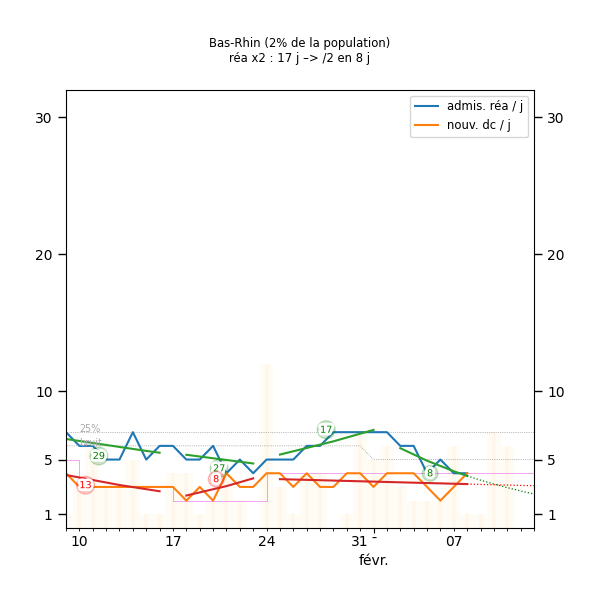 Bas-Rhin (2% de la population)
réa x2 : 17 j –> /2 en 8 j
admis. réa / j
nouv. dc / j
30 30
20 20
10 10
5 5
1 1
25%
bruit
29
13
27
8
17
8
10 17 24 31 - 07
févr.